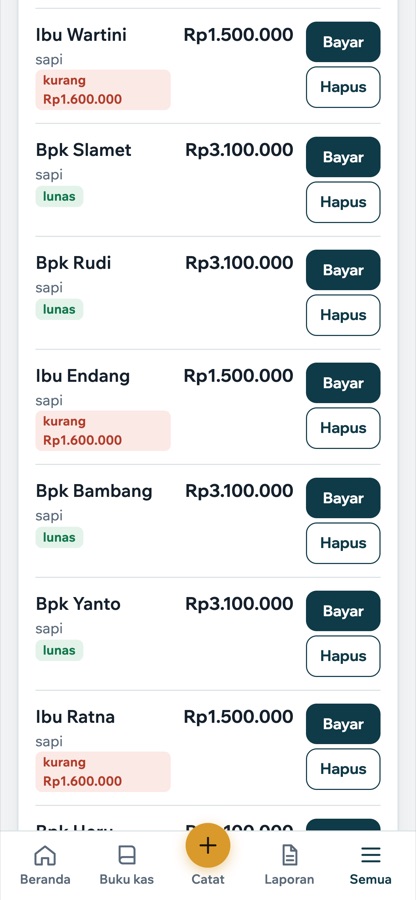 Ibu Wartini Rp1.500.000 Bayar
sapi
kurang
Rp1.600.000
Hapus
Bpk Slamet Rp3.100.000 Bayar
sapi
lunas
Hapus
Bpk Rudi Rp3.100.000 Bayar
sapi
lunas
Hapus
Ibu Endang Rp1.500.000 Bayar
sapi
kurang
Rp1.600.000
Hapus
Bpk Bambang Rp3.100.000 Bayar
sapi
lunas
Hapus
Bpk Yanto Rp3.100.000 Bayar
sapi
lunas
Hapus
Ibu Ratna Rp1.500.000 Bayar
sapi
kurang
Rp1.600.000
Hapus
Bpk
Beranda Buku kas Catat Laporan Semua